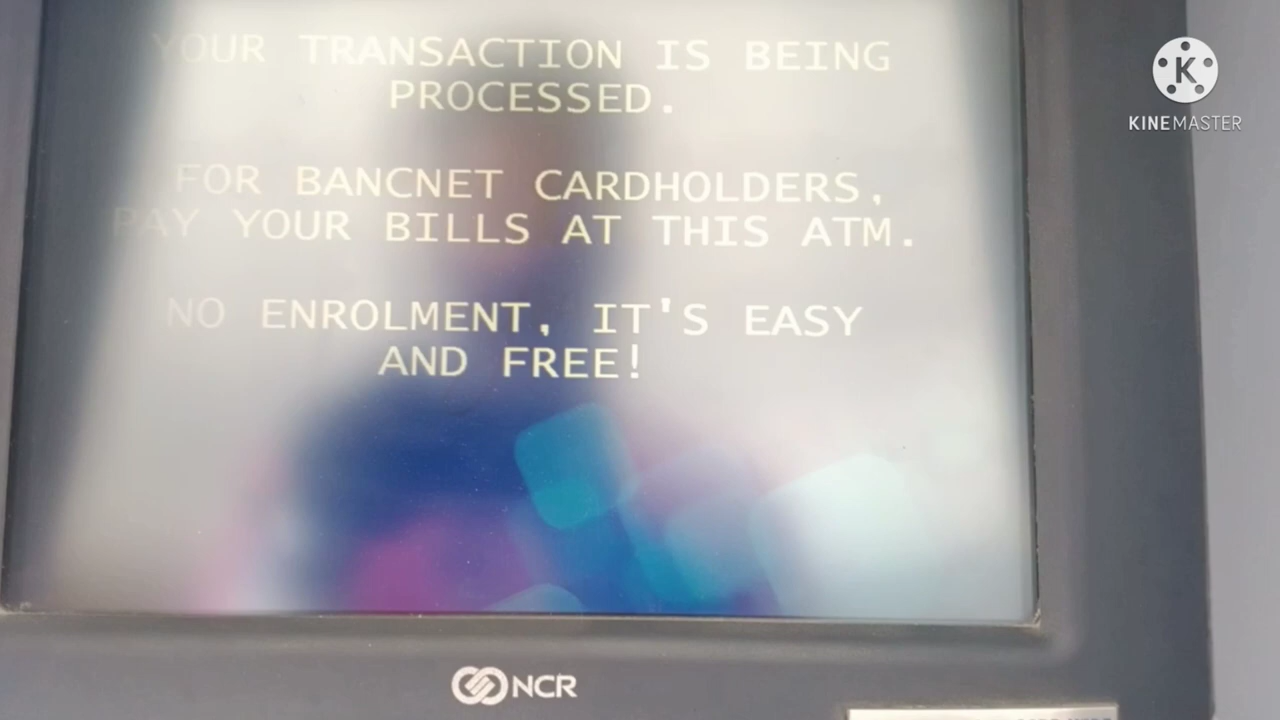 YOUR TRANSACTION IS BEING
PROCESSED.
FOR BANCNET CARDHOLDERS,
PAY YOUR BILLS AT THIS ATM.
NO ENROLMENT, IT'S EASY
AND FREE!
K
KINEMASTER
NCR